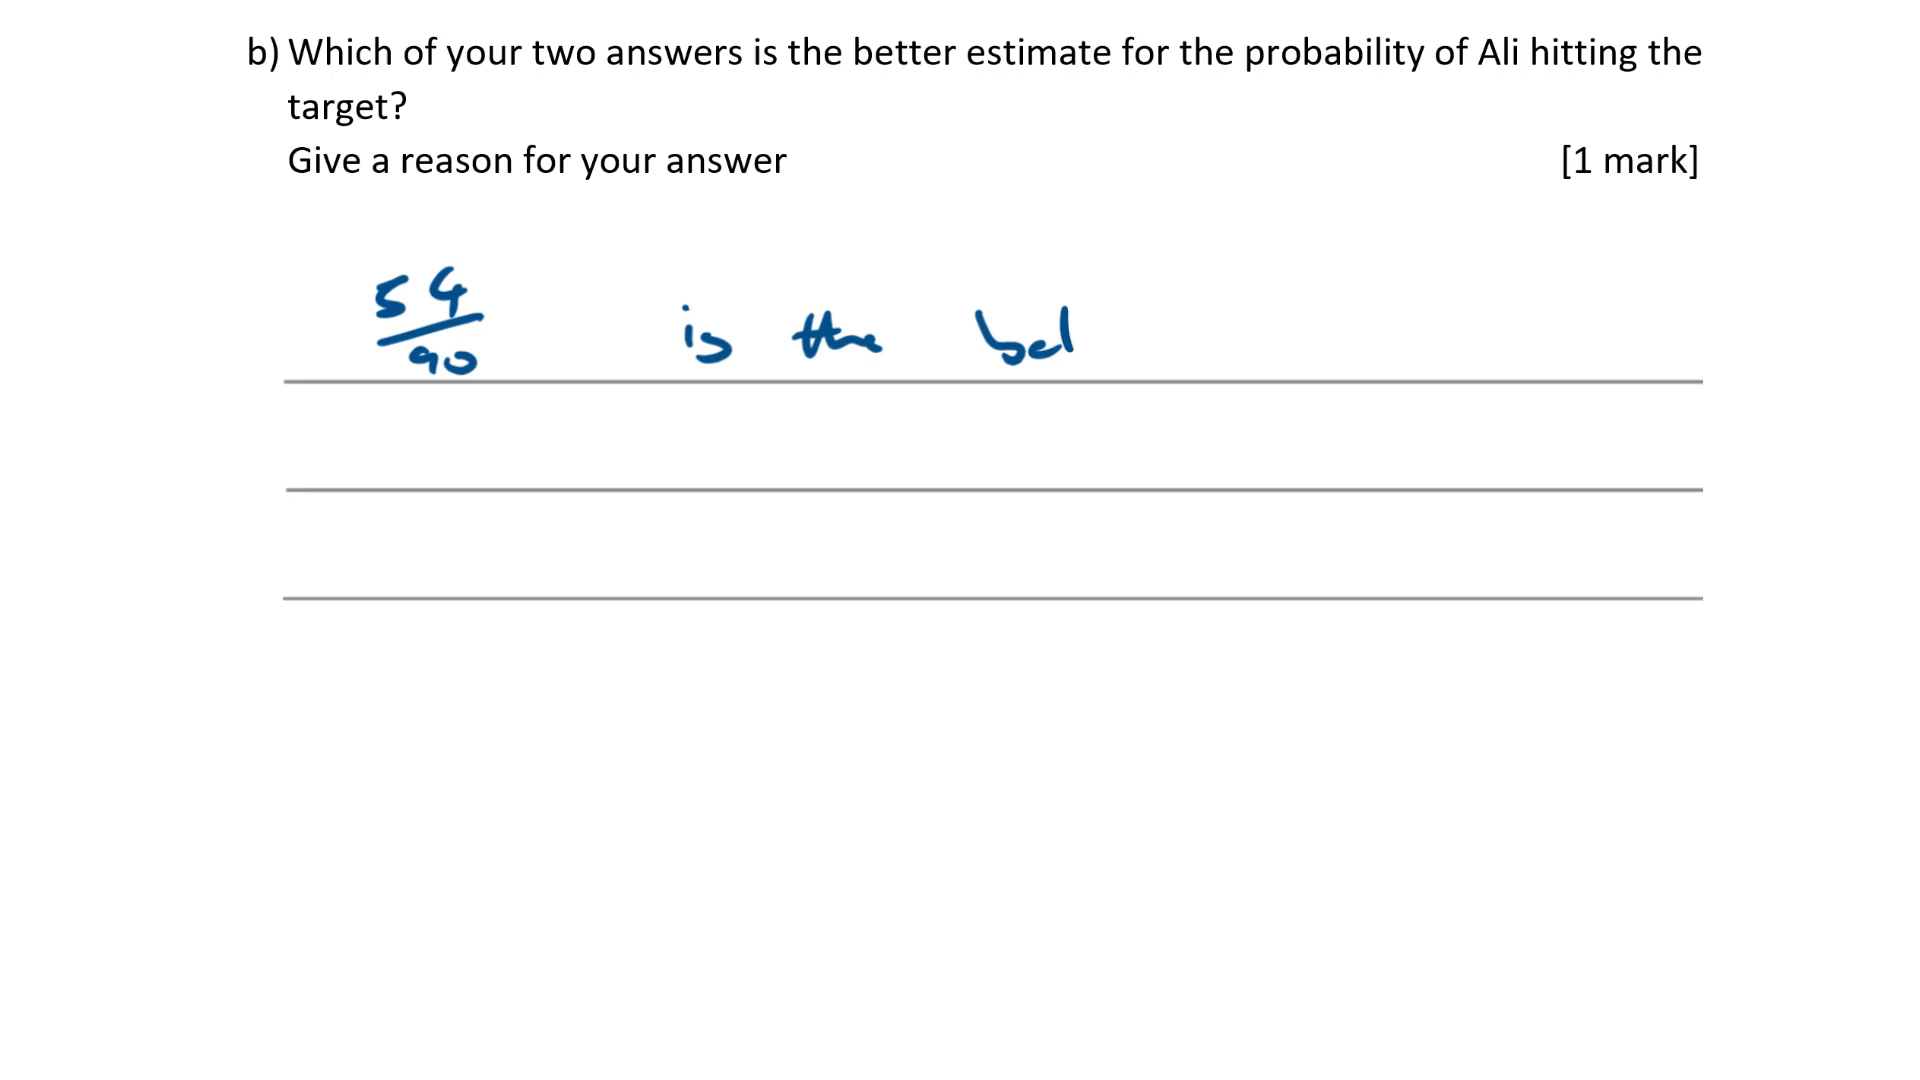 b) Which of your two answers is the better estimate for the probability of Ali hitting the
target?
Give a reason for your answer [1 mark]
54/90 is the bet